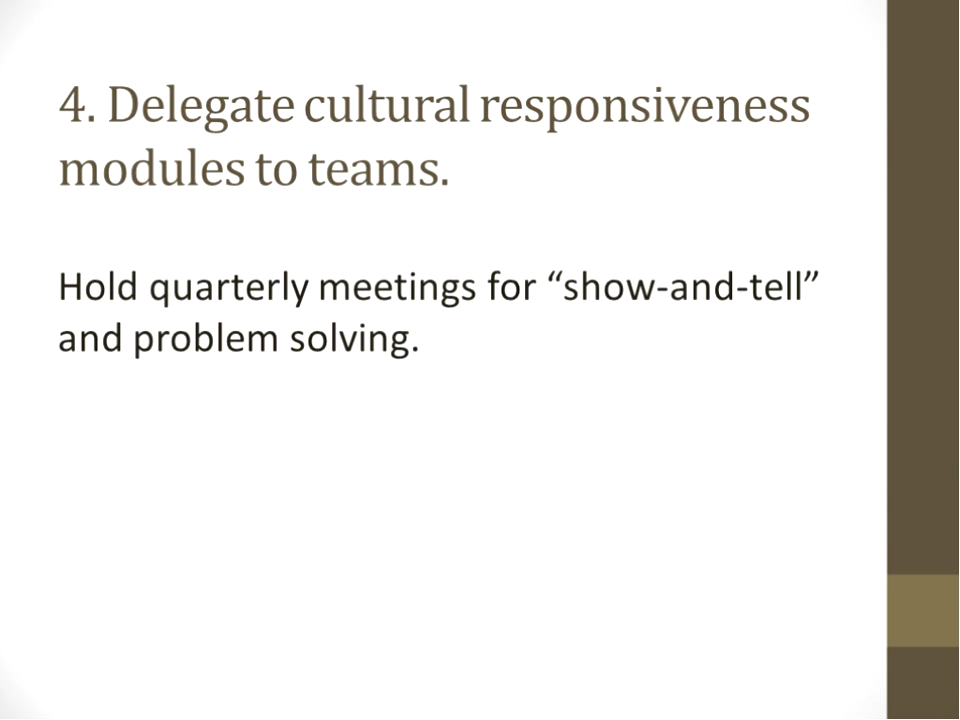 4. Delegate cultural responsiveness
modules to teams.
Hold quarterly meetings for “show-and-tell”
and problem solving.